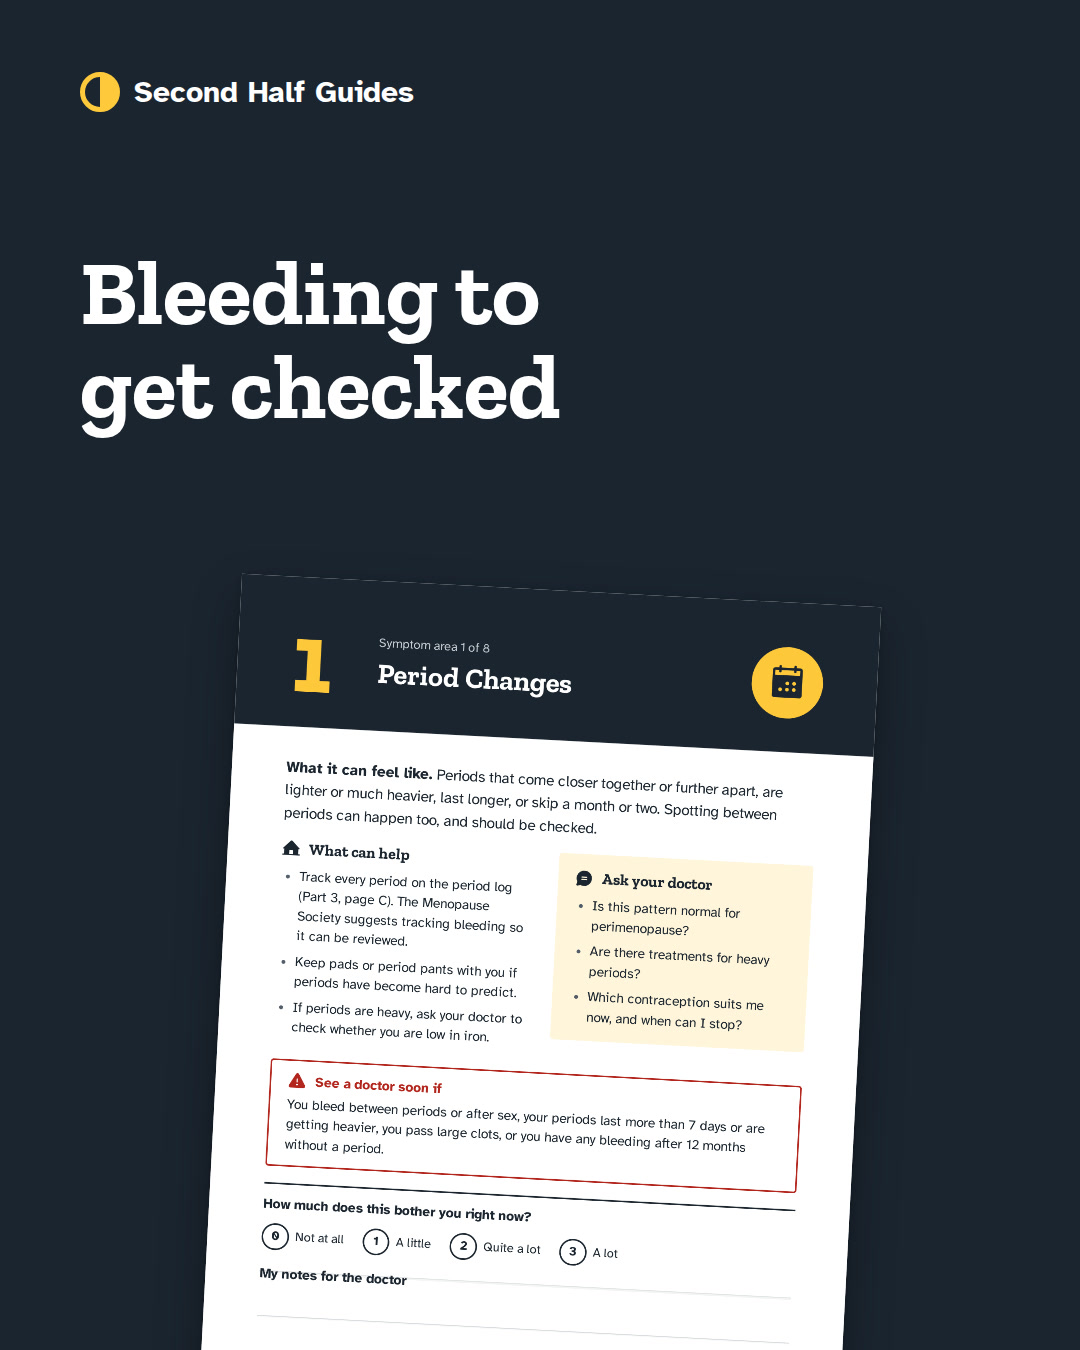 Second Half Guides
Bleeding to
get checked
1
Symptom area 1 of 8
Period Changes
What it can feel like. Periods that come closer together or further apart, are
lighter or much heavier, last longer, or skip a month or two. Spotting between
periods can happen too, and should be checked.
What can help
• Track every period on the period log
(Part 3, page C). The Menopause
Society suggests tracking bleeding so
it can be reviewed.
• Keep pads or period pants with you if
periods have become hard to predict.
• If periods are heavy, ask your doctor to
check whether you are low in iron.
Ask your doctor
• Is this pattern normal for
perimenopause?
• Are there treatments for heavy
periods?
• Which contraception suits me
now, and when can I stop?
See a doctor soon if
You bleed between periods or after sex, your periods last more than 7 days or are
getting heavier, you pass large clots, or you have any bleeding after 12 months
without a period.
How much does this bother you right now?
0 Not at all 1 A little 2 Quite a lot 3 A lot
My notes for the doctor